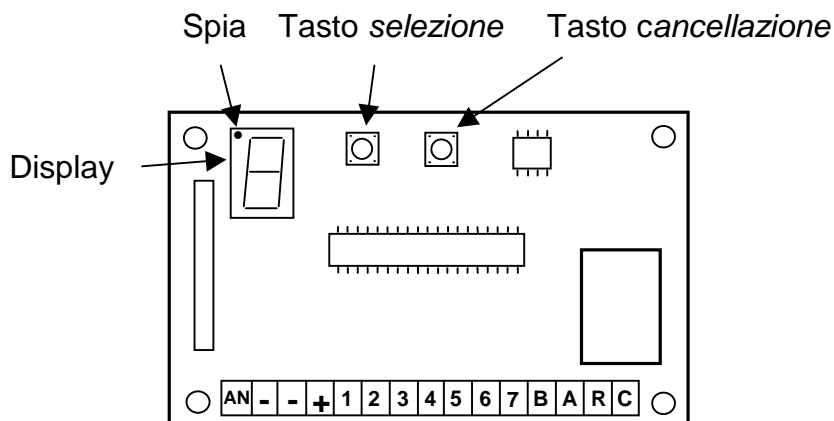 Spia Tasto selezione Tasto cancellazione
Display
AN - - + 1 2 3 4 5 6 7 B A R C